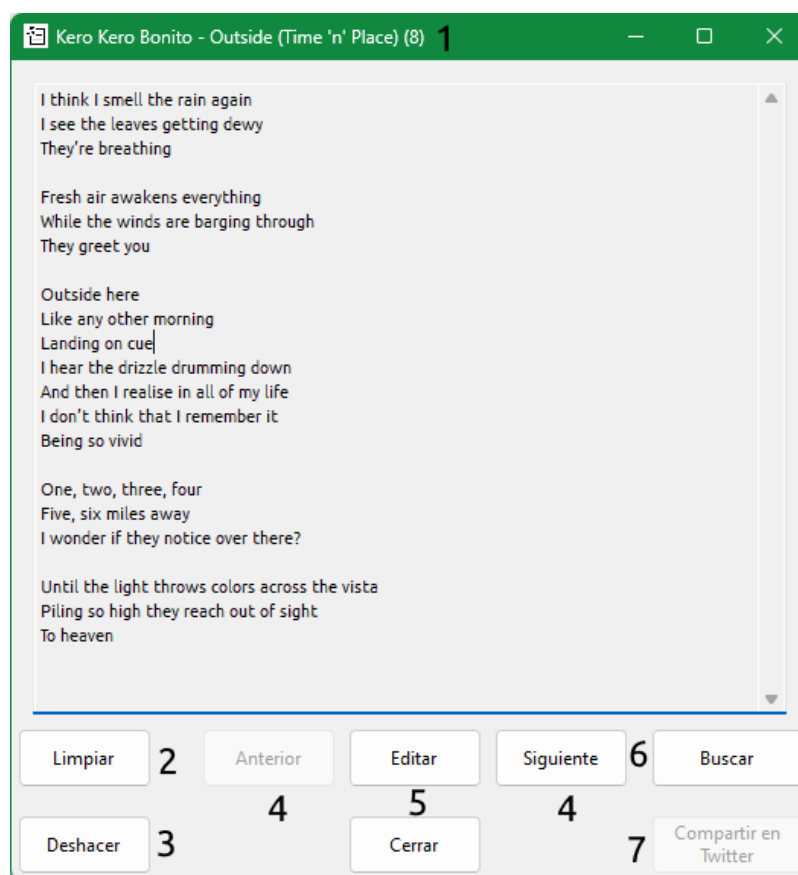 Kero Kero Bonito - Outside (Time 'n' Place) (8) 1
I think I smell the rain again
I see the leaves getting dewy
They’re breathing
Fresh air awakens everything
While the winds are barging through
They greet you
Outside here
Like any other morning
Landing on cue
I hear the drizzle drumming down
And then I realise in all of my life
I don’t think that I remember it
Being so vivid
One, two, three, four
Five, six miles away
I wonder if they notice over there?
Until the light throws colors across the vista
Piling so high they reach out of sight
To heaven
Limpiar 2 Anterior Editar Siguiente 6 Buscar
4 5 4
Deshacer 3 Cerrar 7 Compartir en
Twitter